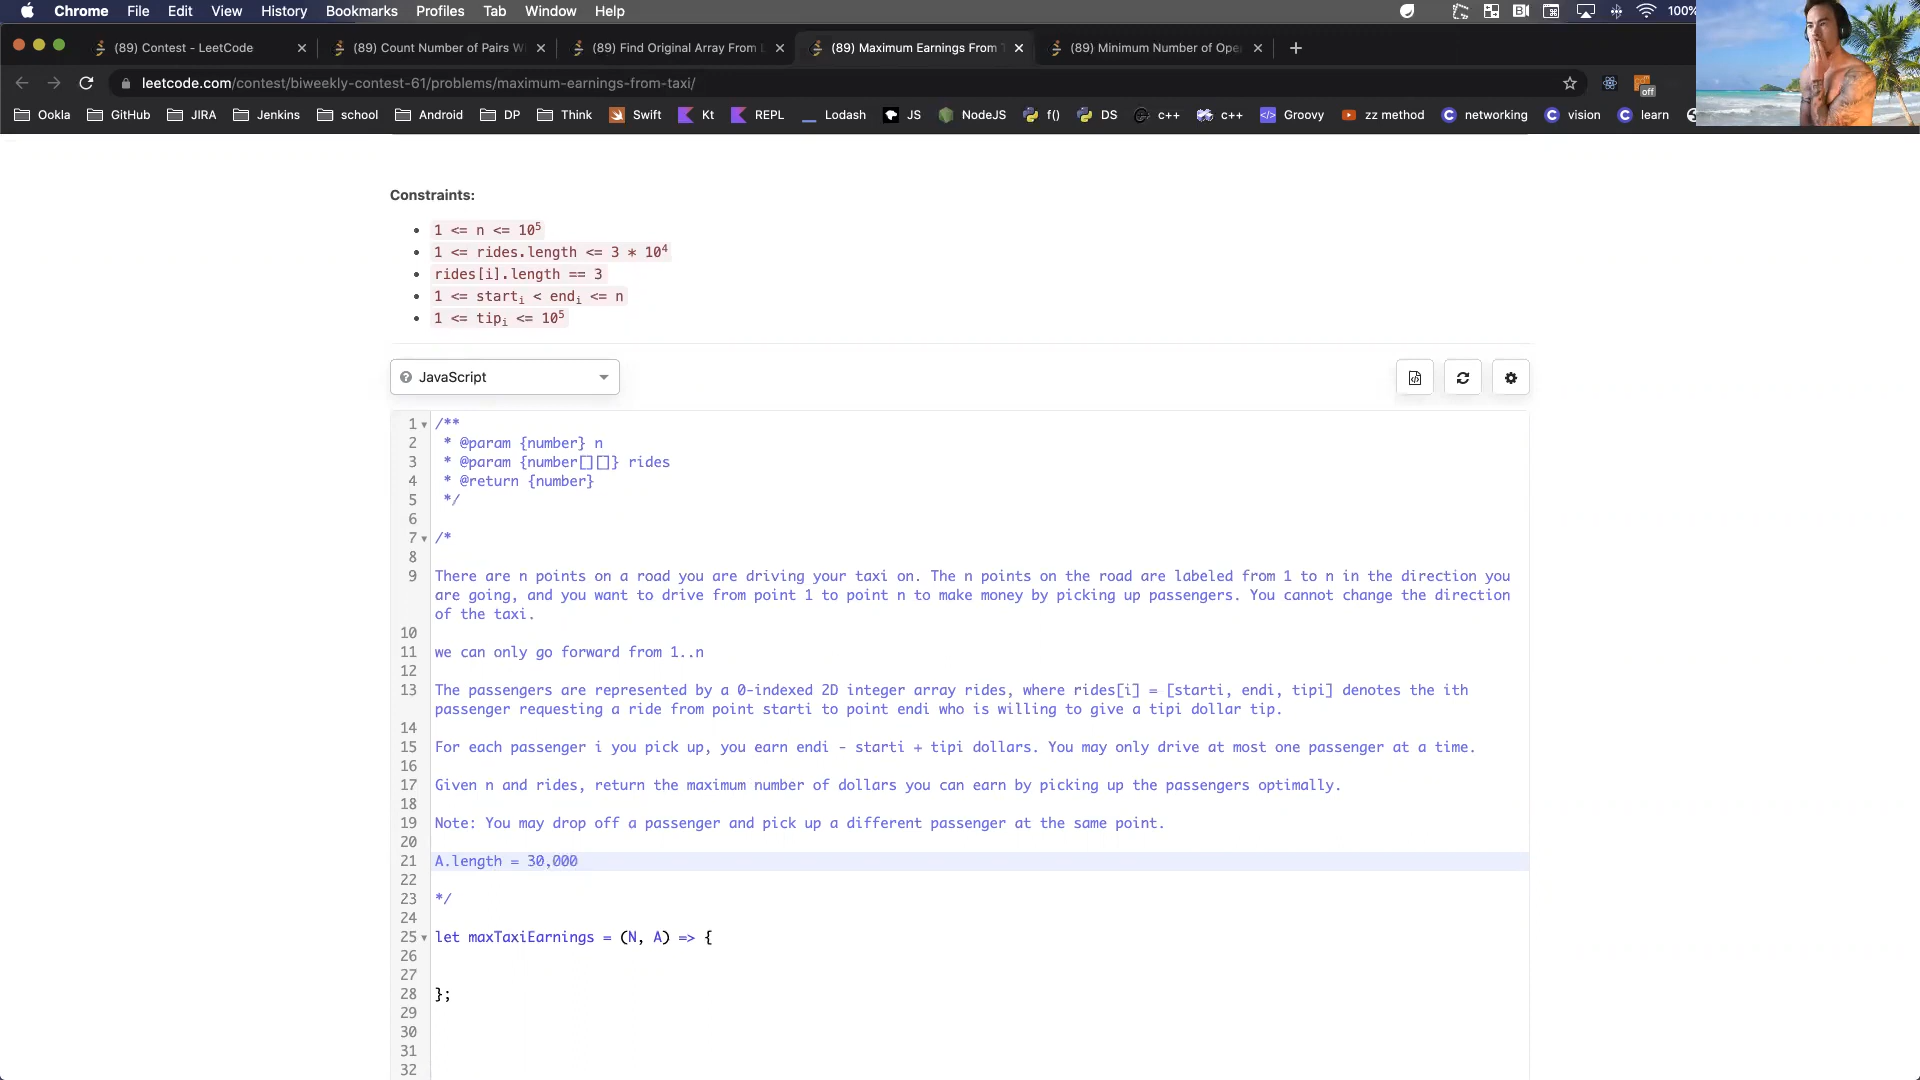 Chrome File Edit View History Bookmarks Profiles Tab Window Help 100%
(89) Contest - LeetCode (89) Count Number of Pairs W (89) Find Original Array From (89) Maximum Earnings From (89) Minimum Number of Ope
leetcode.com/contest/biweekly-contest-61/problems/maximum-earnings-from-taxi/ off
Ookla GitHub JIRA Jenkins school Android DP Think Swift Kt REPL Lodash JS NodeJS f() DS c++ c++ Groovy zz method networking vision learn
Constraints:
1 <= n <= 10⁵
1 <= rides.length <= 3 * 10⁴
rides[i].length == 3
1 <= startᵢ < endᵢ <= n
1 <= tipᵢ <= 10⁵
JavaScript
1 /**
2 * @param {number} n
3 * @param {number[][]} rides
4 * @return {number}
5 */
6
7 /*
8
9 There are n points on a road you are driving your taxi on. The n points on the road are labeled from 1 to n in the direction you
are going, and you want to drive from point 1 to point n to make money by picking up passengers. You cannot change the direction
of the taxi.
10
11 we can only go forward from 1..n
12
13 The passengers are represented by a 0-indexed 2D integer array rides, where rides[i] = [starti, endi, tipi] denotes the ith
passenger requesting a ride from point starti to point endi who is willing to give a tipi dollar tip.
14
15 For each passenger i you pick up, you earn endi - starti + tipi dollars. You may only drive at most one passenger at a time.
16
17 Given n and rides, return the maximum number of dollars you can earn by picking up the passengers optimally.
18
19 Note: You may drop off a passenger and pick up a different passenger at the same point.
20
21 A.length = 30,000
22
23 */
24
25 let maxTaxiEarnings = (N, A) => {
26
27
28 };
29
30
31
32